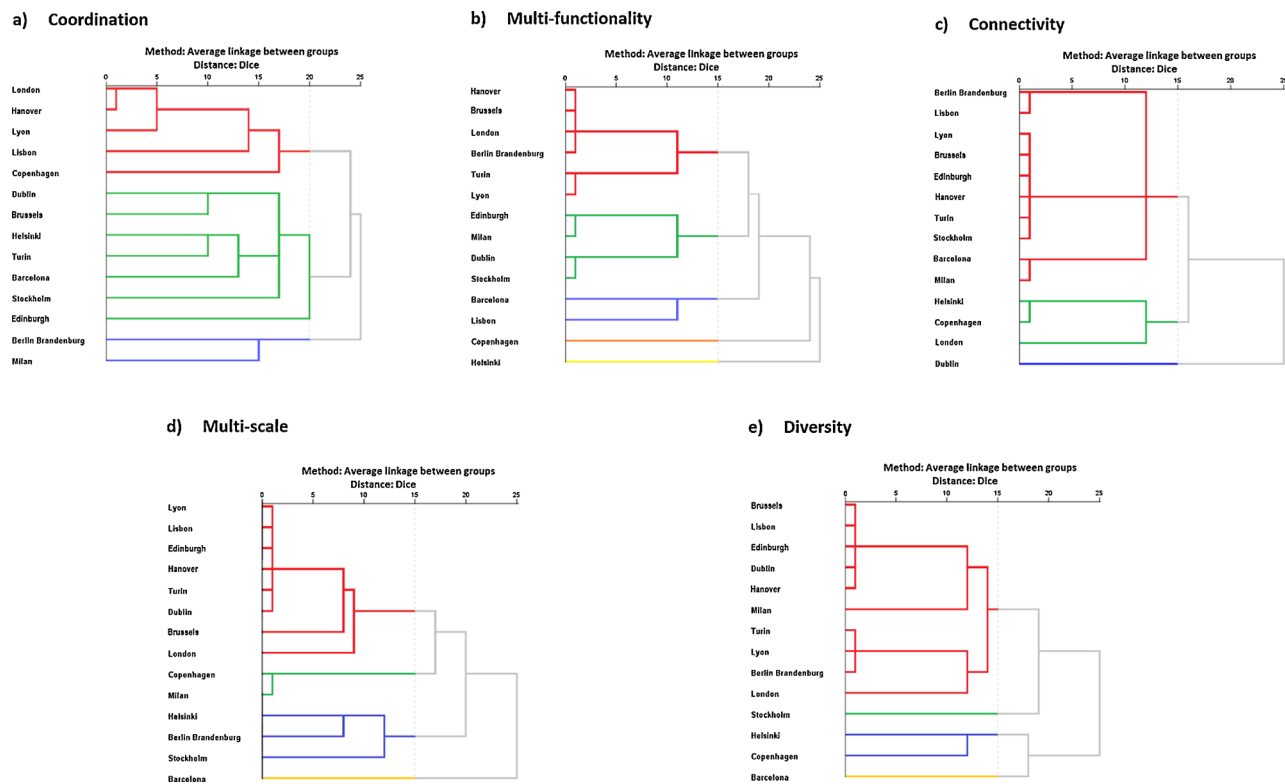 a) Coordination
Method: Average linkage between groups
Distance: Dice
0 5 10 15 20 25
London
Hanover
Lyon
Lisbon
Copenhagen
Dublin
Brussels
Helsinki
Turin
Barcelona
Stockholm
Edinburgh
Berlin Brandenburg
Milan
b) Multi-functionality
Method: Average linkage between groups
Distance: Dice
0 5 10 15 20 25
Hanover
Brussels
London
Berlin Brandenburg
Turin
Lyon
Edinburgh
Milan
Dublin
Stockholm
Barcelona
Lisbon
Copenhagen
Helsinki
c) Connectivity
Method: Average linkage between groups
Distance: Dice
0 5 10 15 20 25
Berlin Brandenburg
Lisbon
Lyon
Brussels
Edinburgh
Hanover
Turin
Stockholm
Barcelona
Milan
Helsinki
Copenhagen
London
Dublin
d) Multi-scale
Method: Average linkage between groups
Distance: Dice
0 5 10 15 20 25
Lyon
Lisbon
Edinburgh
Hanover
Turin
Dublin
Brussels
London
Copenhagen
Milan
Helsinki
Berlin Brandenburg
Stockholm
Barcelona
e) Diversity
Method: Average linkage between groups
Distance: Dice
0 5 10 15 20 25
Brussels
Lisbon
Edinburgh
Dublin
Hanover
Milan
Turin
Lyon
Berlin Brandenburg
London
Stockholm
Helsinki
Copenhagen
Barcelona